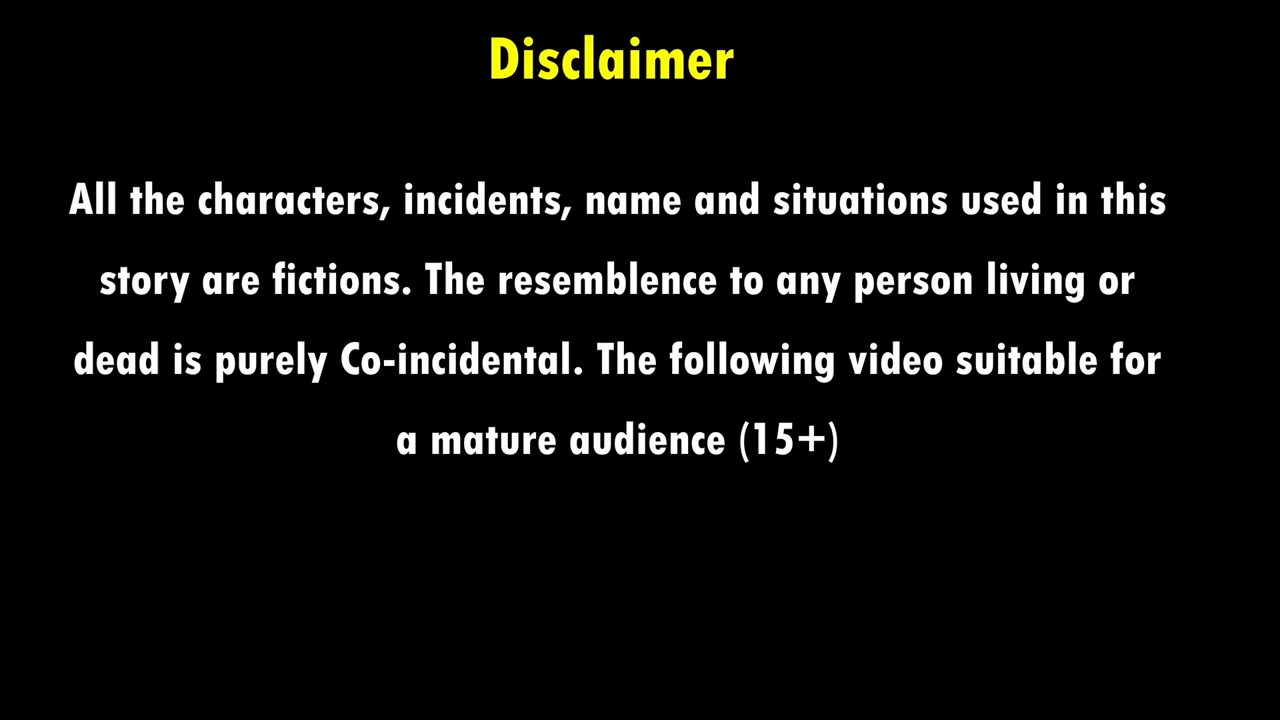 Disclaimer
All the characters, incidents, name and situations used in this
story are fictions. The resemblence to any person living or
dead is purely Co-incidental. The following video suitable for
a mature audience (15+)